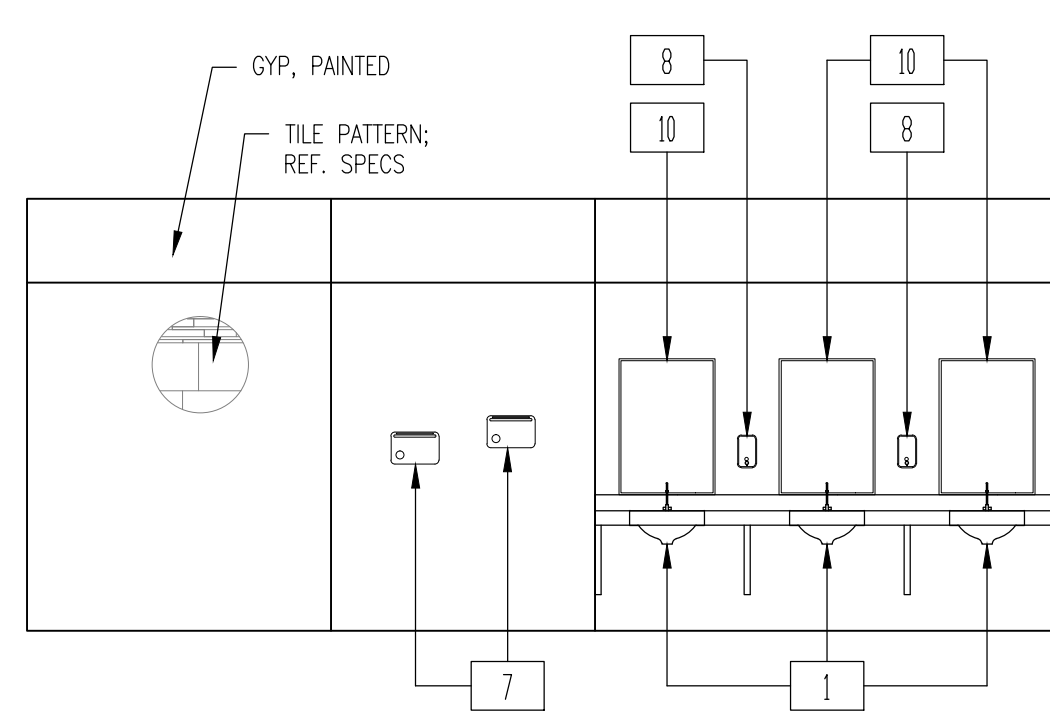 GYP, PAINTED
TILE PATTERN;
REF. SPECS
8
10
10
8
7
1